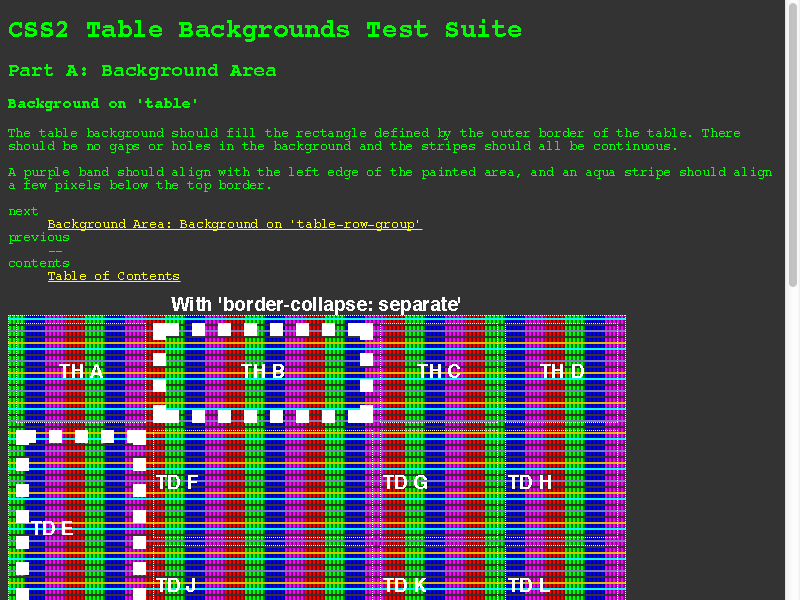 CSS2 Table Backgrounds Test Suite
Part A: Background Area
Background on 'table'
The table background should fill the rectangle defined by the outer border of the table. There
should be no gaps or holes in the background and the stripes should all be continuous.
A purple band should align with the left edge of the painted area, and an aqua stripe should align
a few pixels below the top border.
next
Background Area: Background on 'table-row-group'
previous
--
contents
Table of Contents
With 'border-collapse: separate'
TH A TH B TH C TH D
TD F TD G TD H
TD E
TD J TD K TD L